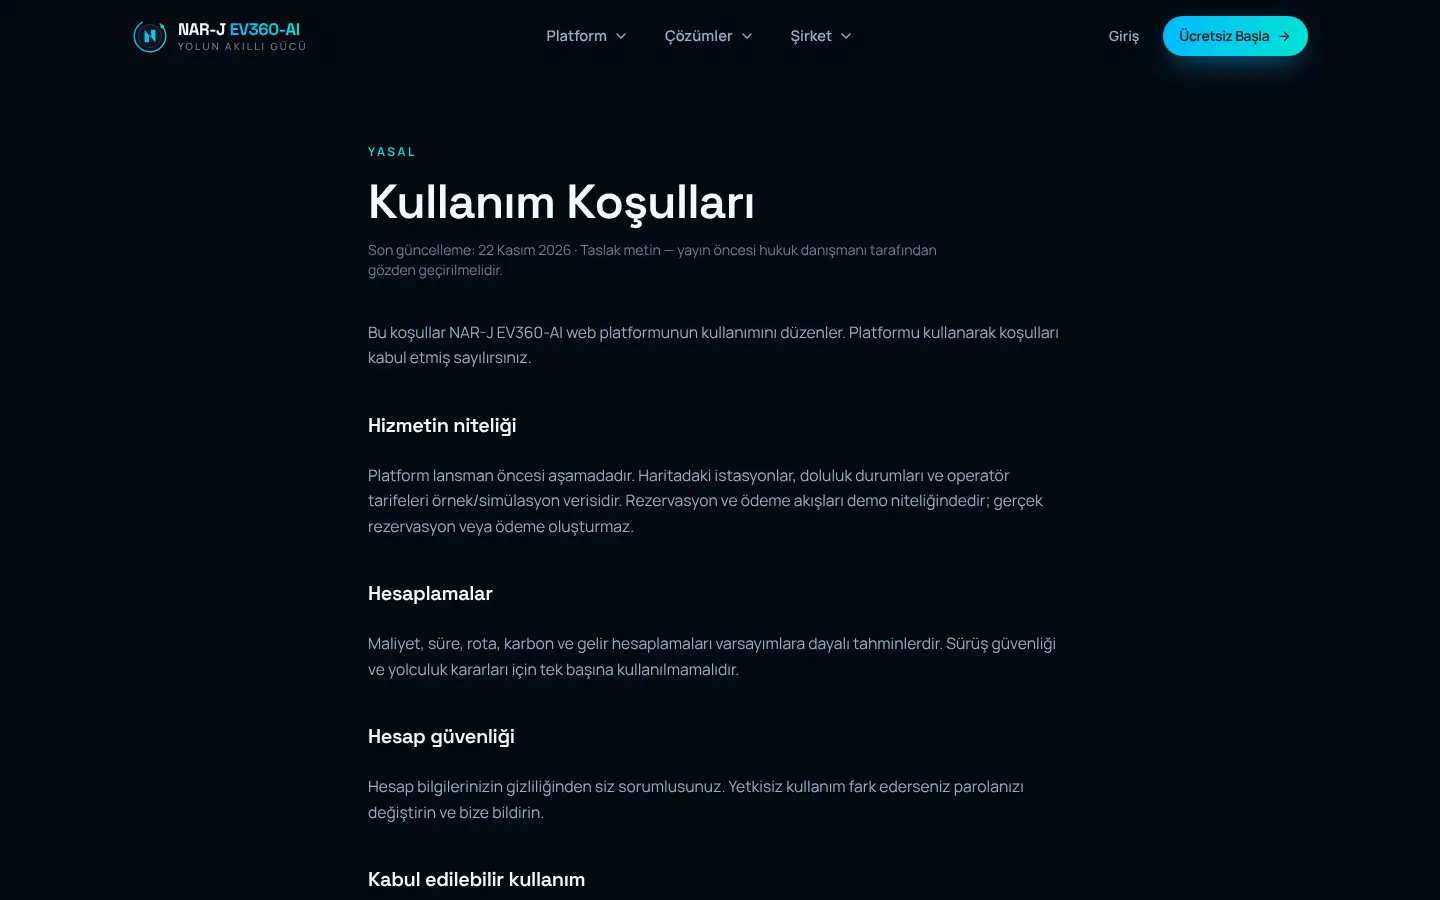 NAR-J EV360-AI
YOLUN AKILLI GÜCÜ
Platform
Çözümler
Şirket
Giriş
Ücretsiz Başla
YASAL
Kullanım Koşulları
Son güncelleme: 22 Kasım 2026 · Taslak metin — yayın öncesi hukuk danışmanı tarafından
gözden geçirilmelidir.
Bu koşullar NAR-J EV360-AI web platformunun kullanımını düzenler. Platformu kullanarak koşulları
kabul etmiş sayılırsınız.
Hizmetin niteliği
Platform lansman öncesi aşamadadır. Haritadaki istasyonlar, doluluk durumları ve operatör
tarifeleri örnek/simülasyon verisidir. Rezervasyon ve ödeme akışları demo niteliğindedir; gerçek
rezervasyon veya ödeme oluşturmaz.
Hesaplamalar
Maliyet, süre, rota, karbon ve gelir hesaplamaları varsayımlara dayalı tahminlerdir. Sürüş güvenliği
ve yolculuk kararları için tek başına kullanılmamalıdır.
Hesap güvenliği
Hesap bilgilerinizin gizliliğinden siz sorumlusunuz. Yetkisiz kullanım fark ederseniz parolanızı
değiştirin ve bize bildirin.
Kabul edilebilir kullanım